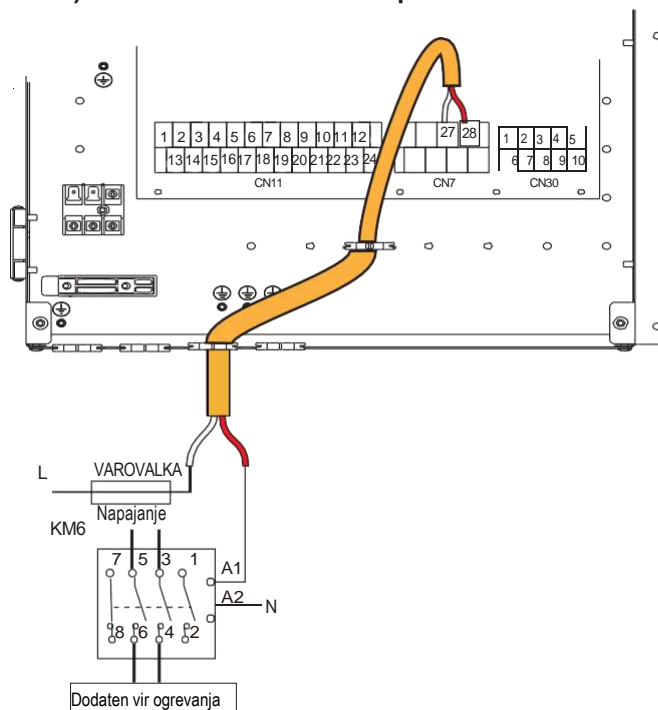 1 2 3 4 5 6 7 8 9 10 11 12
27 28
1 2 3 4 5
13 14 15 16 17 18 19 20 21 22 23 24
6 7 8 9 10
CN11
CN7
CN30
L
VAROVALKA
Napajanje
KM6
7 5 3 1
A1
A2
N
8 6 4 2
Dodaten vir ogrevanja